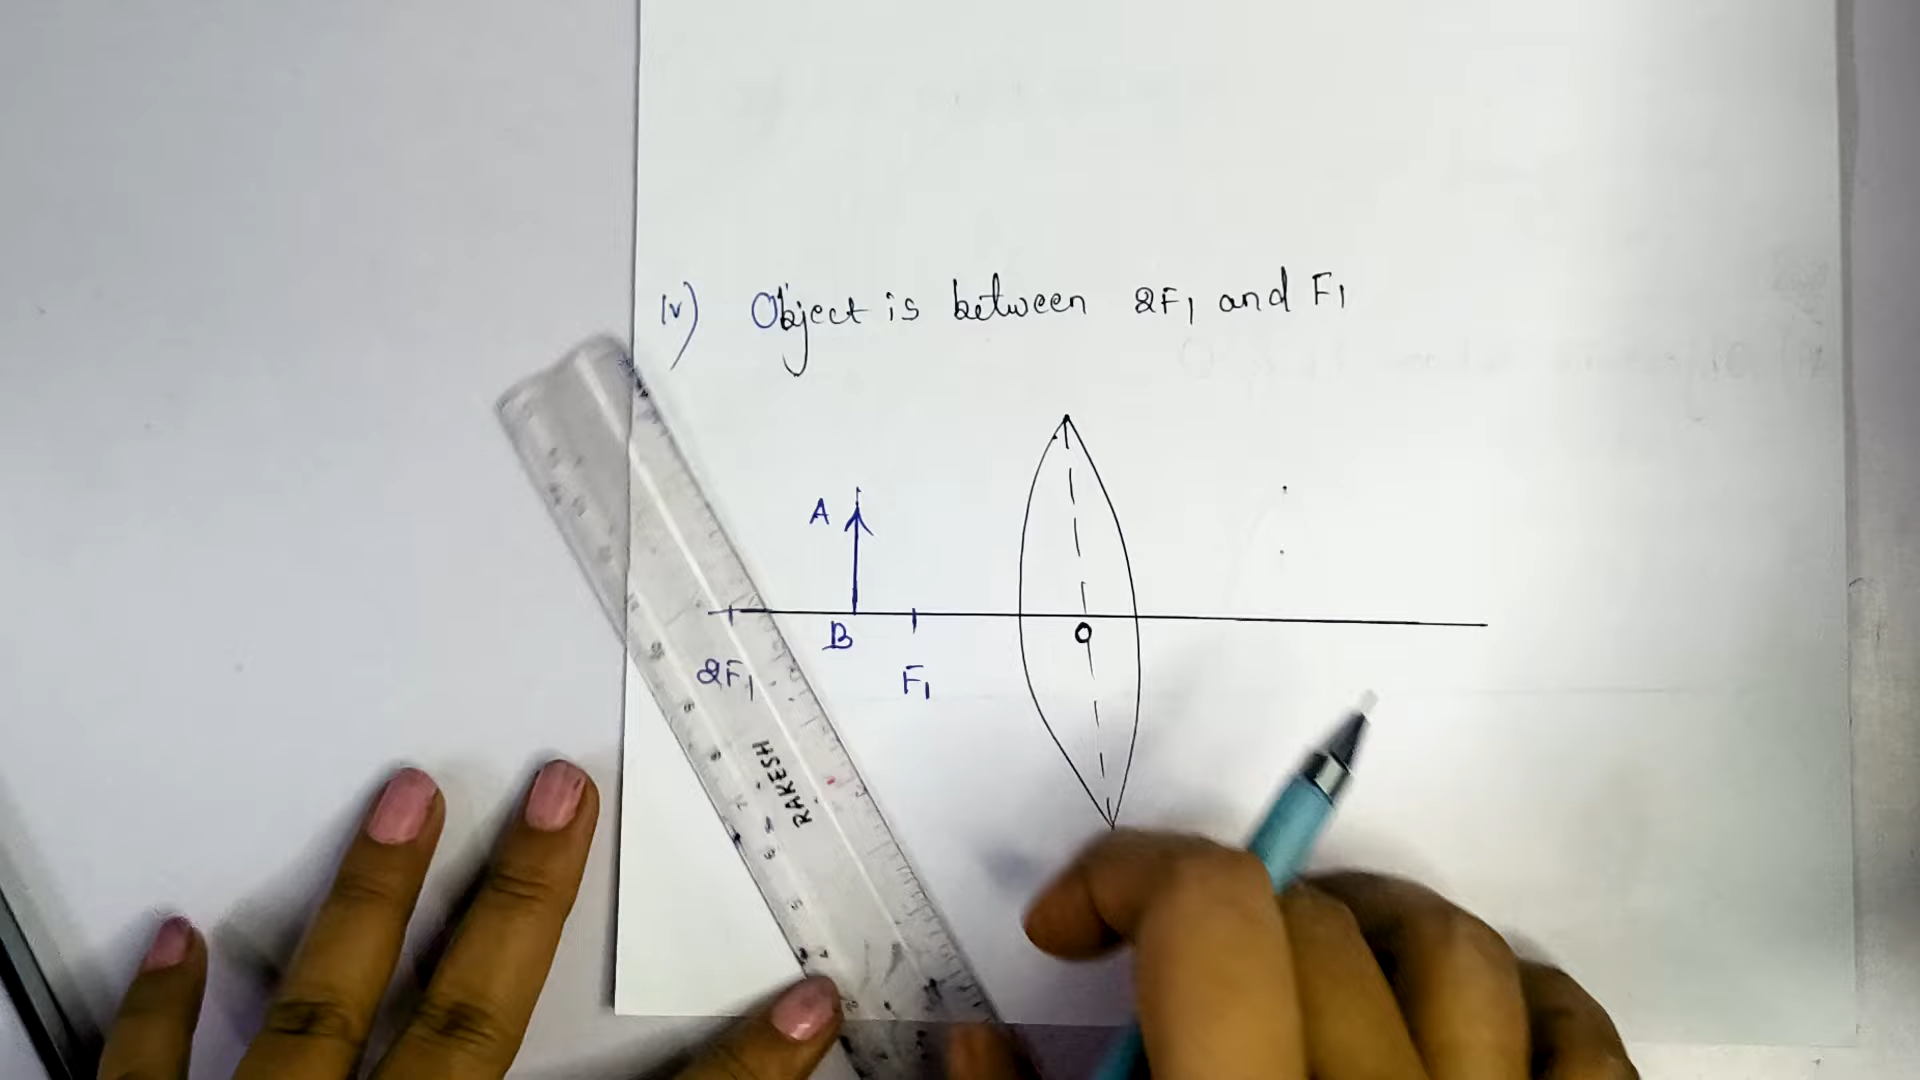 iv) Object is between 2F1 and F1
A
B
O
2F1
F1
RAKESH